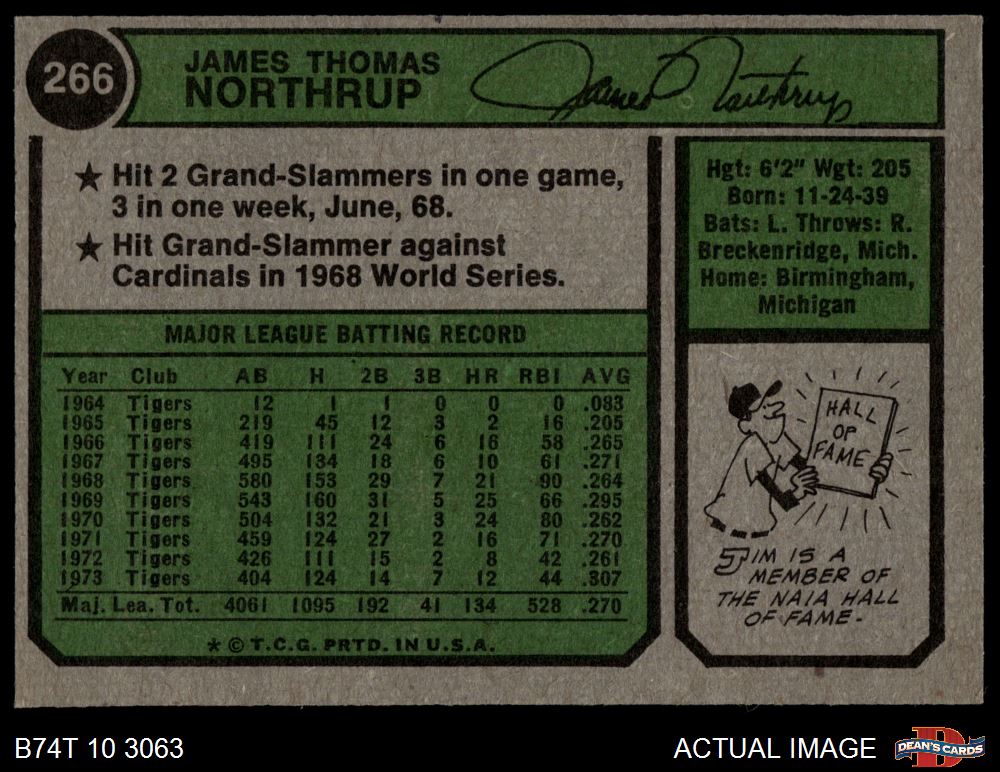 266
JAMES THOMAS
NORTHRUP
James Northrup
★ Hit 2 Grand-Slammers in one game,
3 in one week, June, 68.
★ Hit Grand-Slammer against
Cardinals in 1968 World Series.
MAJOR LEAGUE BATTING RECORD
Year Club AB H 2B 3B HR RBI AVG
1964 Tigers 12 1 1 0 0 0 .083
1965 Tigers 219 45 12 3 2 16 .205
1966 Tigers 419 111 24 6 16 58 .265
1967 Tigers 495 134 18 6 10 61 .271
1968 Tigers 580 153 29 7 21 90 .264
1969 Tigers 543 160 31 5 25 66 .295
1970 Tigers 504 132 21 3 24 80 .262
1971 Tigers 459 124 27 2 16 71 .270
1972 Tigers 426 111 15 2 8 42 .261
1973 Tigers 404 124 14 7 12 44 .307
Maj. Lea. Tot. 4061 1095 192 41 134 528 .270
* © T.C.G. PRTD. IN U.S.A.
Hgt: 6'2" Wgt: 205
Born: 11-24-39
Bats: L. Throws: R.
Breckenridge, Mich.
Home: Birmingham,
Michigan
HALL
OF
FAME
JIM IS A
MEMBER OF
THE NAIA HALL
OF FAME.
B74T 10 3063
ACTUAL IMAGE
D
DEAN'S CARDS